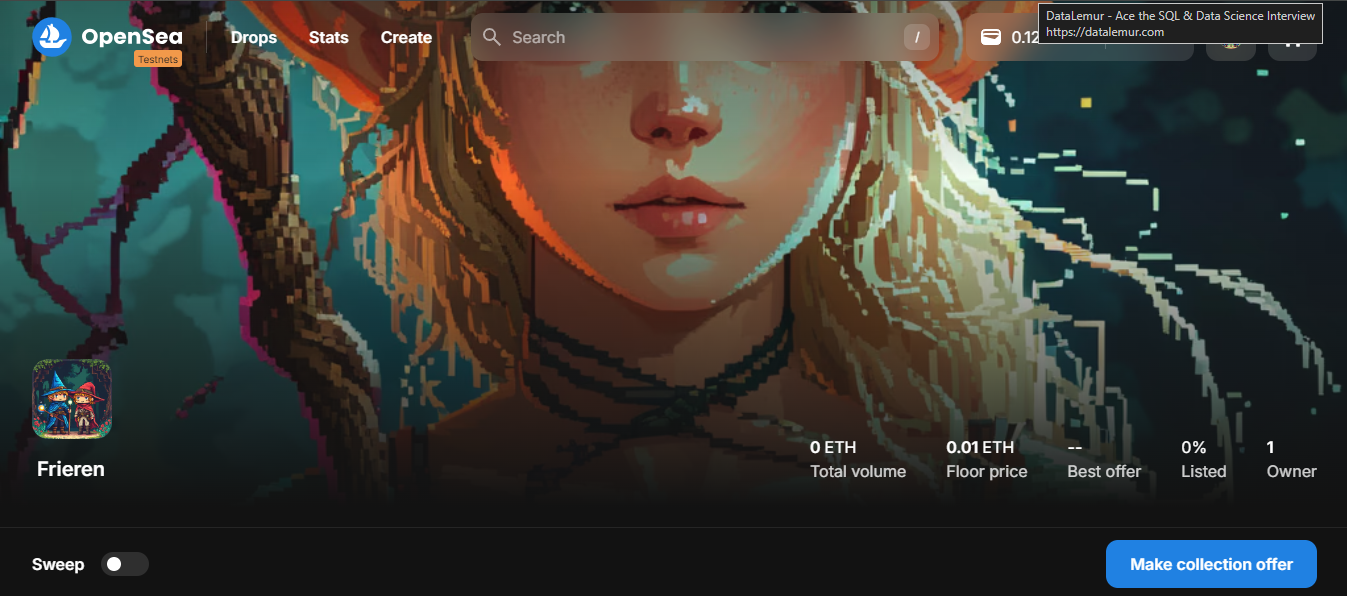 OpenSea
Testnets
Drops
Stats
Create
Search
/
0.12
DataLemur - Ace the SQL & Data Science Interview
https://datalemur.com
Frieren
0 ETH
Total volume
0.01 ETH
Floor price
--
Best offer
0%
Listed
1
Owner
Sweep
Make collection offer